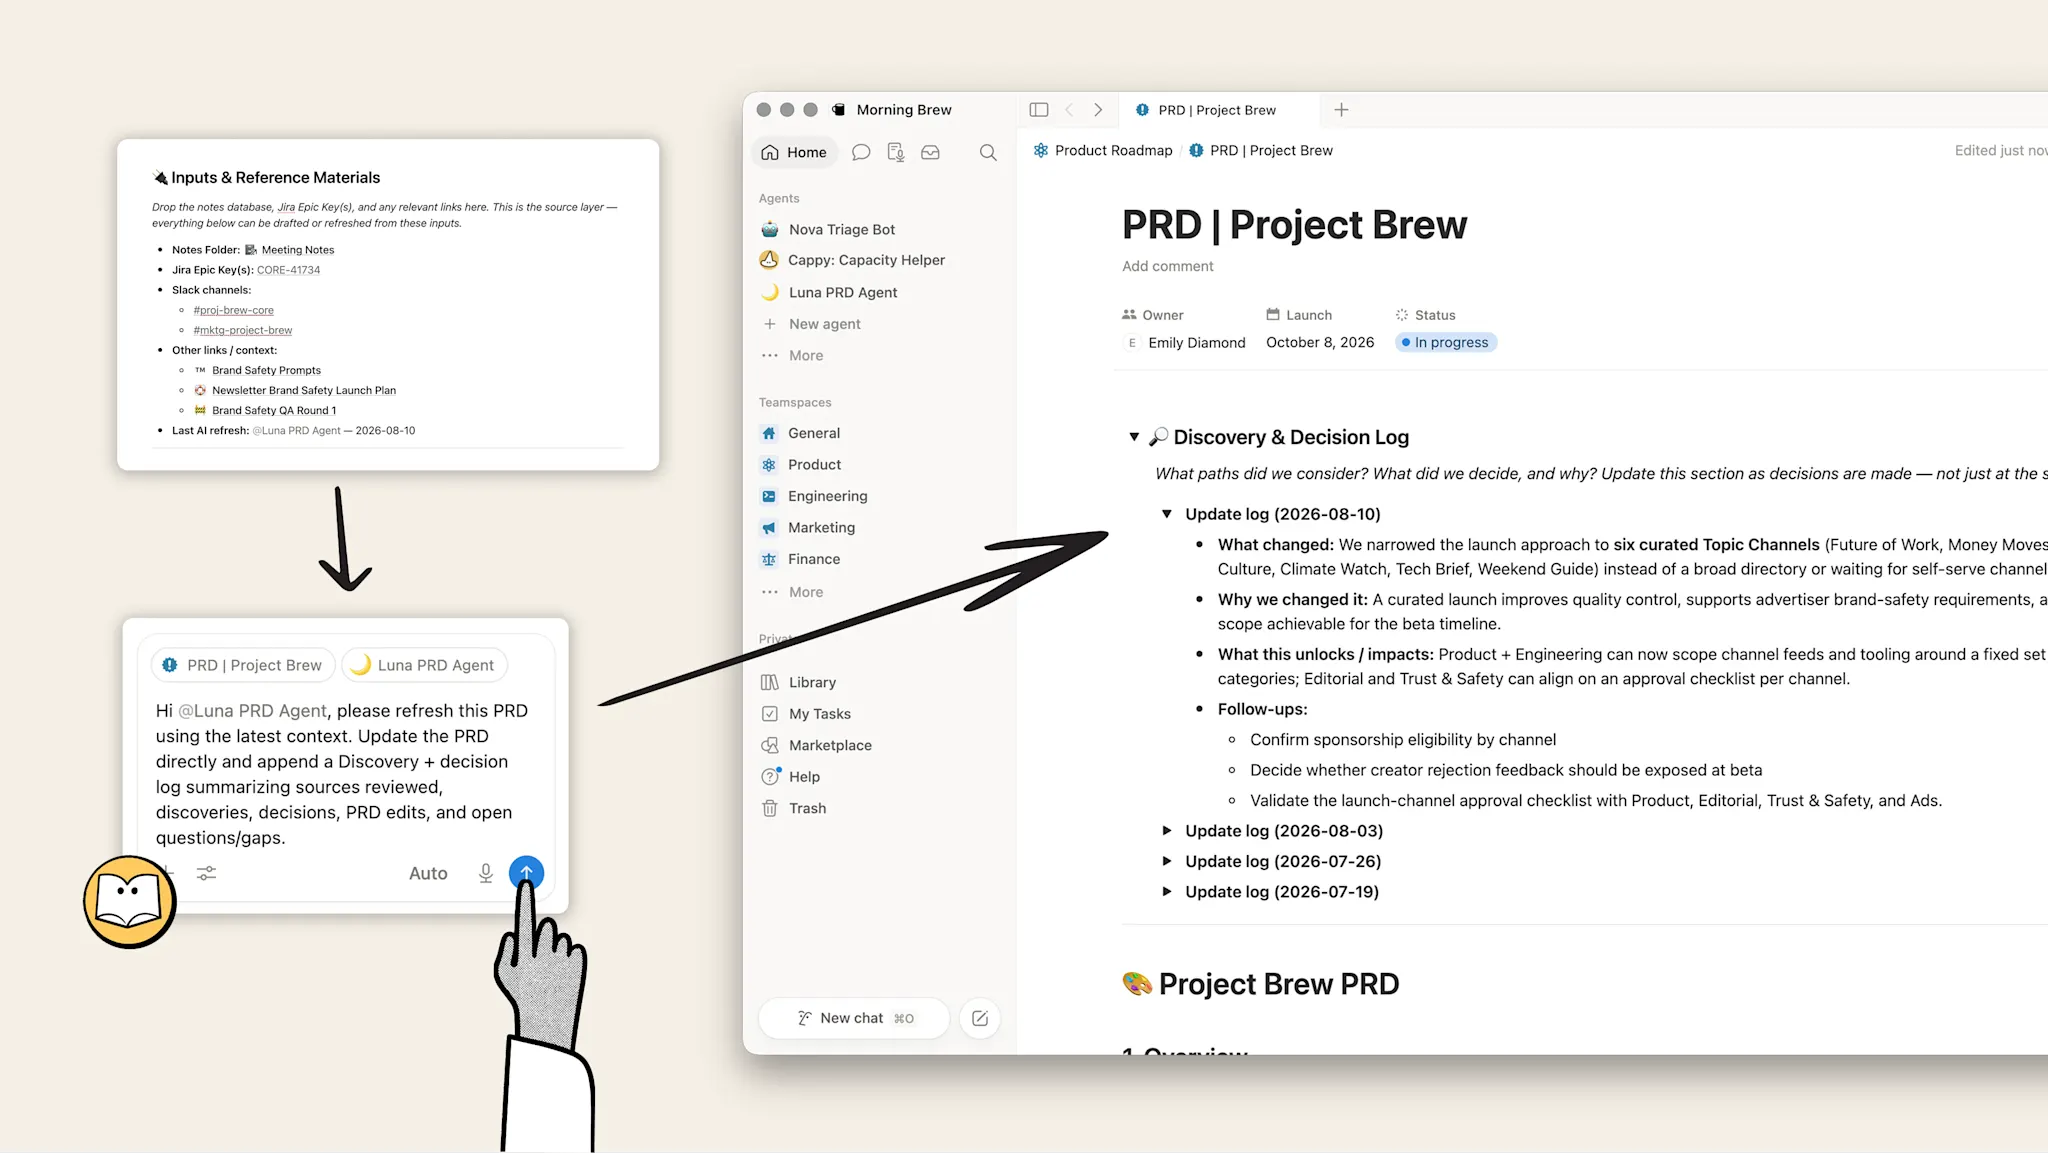 Inputs & Reference Materials
Drop the notes database, Jira Epic Key(s), and any relevant links here. This is the source layer —
everything below can be drafted or refreshed from these inputs.
Notes Folder: Meeting Notes
Jira Epic Key(s): CORE-41734
Slack channels:
#proj-brew-core
#mktg-project-brew
Other links / context:
™ Brand Safety Prompts
Newsletter Brand Safety Launch Plan
Brand Safety QA Round 1
Last AI refresh: @Luna PRD Agent — 2026-08-10
PRD | Project Brew
Luna PRD Agent
Hi @Luna PRD Agent, please refresh this PRD
using the latest context. Update the PRD
directly and append a Discovery + decision
log summarizing sources reviewed,
discoveries, decisions, PRD edits, and open
questions/gaps.
Auto
Morning Brew
Home
Agents
Nova Triage Bot
Cappy: Capacity Helper
Luna PRD Agent
New agent
More
Teamspaces
General
Product
Engineering
Marketing
Finance
More
Library
My Tasks
Marketplace
Help
Trash
New chat ⌘O
PRD | Project Brew
Product Roadmap / PRD | Project Brew
Edited just
PRD | Project Brew
Add comment
Owner
Launch
Status
E Emily Diamond
October 8, 2026
In progress
Discovery & Decision Log
What paths did we consider? What did we decide, and why? Update this section as decisions are made — not just at the
Update log (2026-08-10)
What changed: We narrowed the launch approach to six curated Topic Channels (Future of Work, Money Moves
Culture, Climate Watch, Tech Brief, Weekend Guide) instead of a broad directory or waiting for self-serve channel
Why we changed it: A curated launch improves quality control, supports advertiser brand-safety requirements,
scope achievable for the beta timeline.
What this unlocks / impacts: Product + Engineering can now scope channel feeds and tooling around a fixed set
categories; Editorial and Trust & Safety can align on an approval checklist per channel.
Follow-ups:
Confirm sponsorship eligibility by channel
Decide whether creator rejection feedback should be exposed at beta
Validate the launch-channel approval checklist with Product, Editorial, Trust & Safety, and Ads.
Update log (2026-08-03)
Update log (2026-07-26)
Update log (2026-07-19)
Project Brew PRD
1. Overview